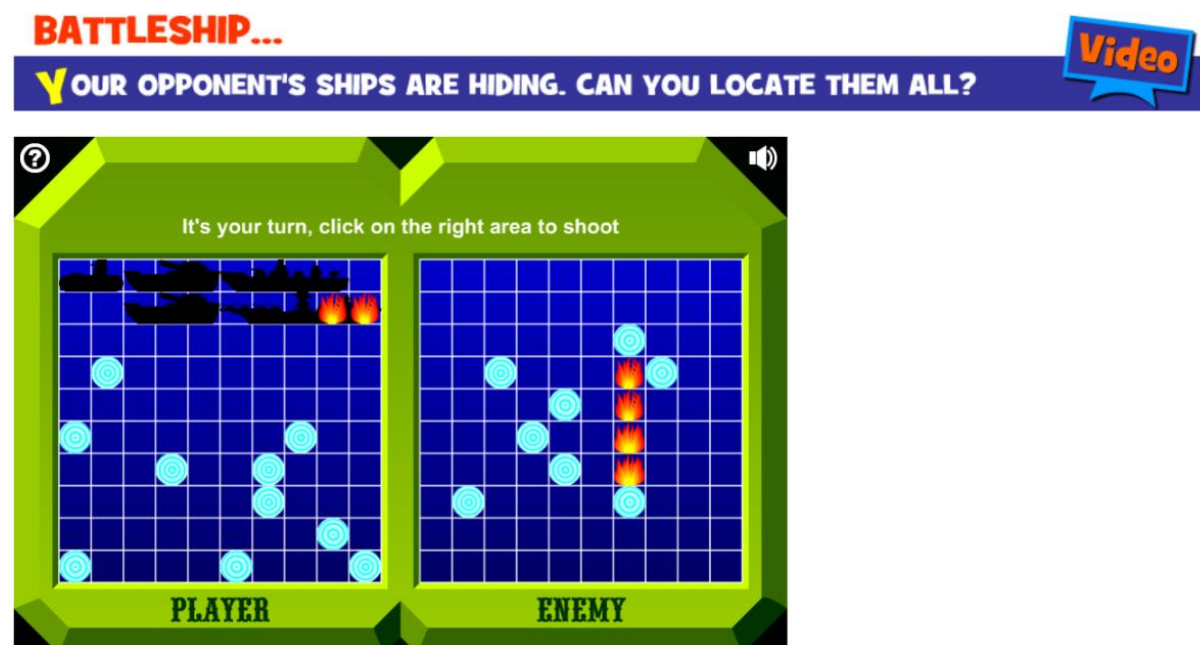 BATTLESHIP...
Video
YOUR OPPONENT'S SHIPS ARE HIDING. CAN YOU LOCATE THEM ALL?
?
It's your turn, click on the right area to shoot
PLAYER
ENEMY